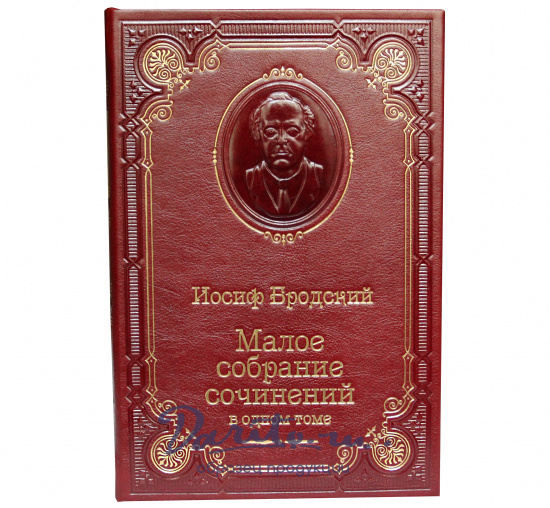 Иосиф Бродский
Малое
собрание
сочинений
в одном томе